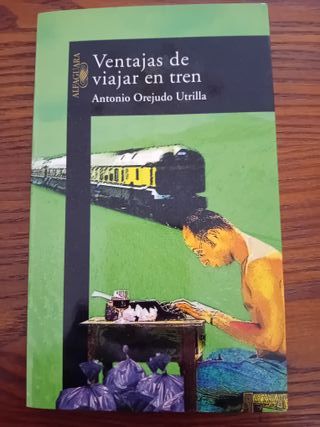 ALFAGUARA
Ventajas de
viajar en tren
Antonio Orejudo Utrilla